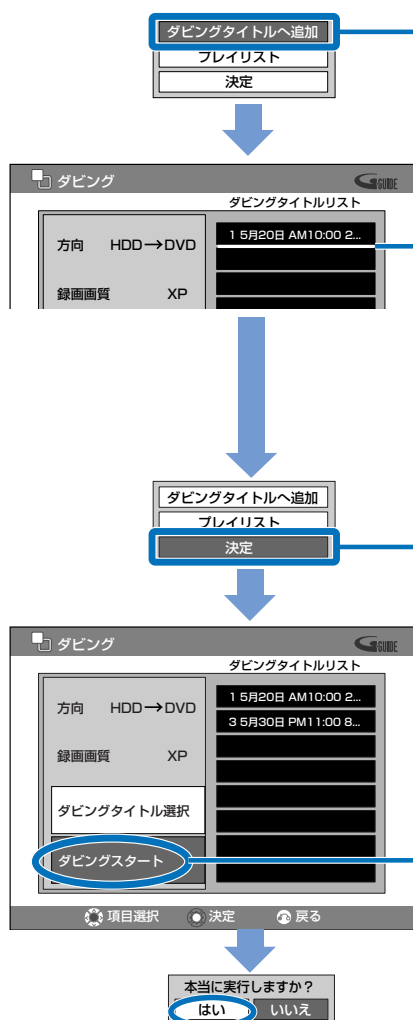 ダビングタイトルへ追加
プレイリスト
決定
ダビング
GGUIDE
ダビングタイトルリスト
方向 HDD→DVD
1 5月20日 AM10:00 2...
録画画質 XP
ダビングタイトルへ追加
プレイリスト
決定
ダビング
GGUIDE
ダビングタイトルリスト
方向 HDD→DVD
1 5月20日 AM10:00 2...
3 5月30日 PM11:00 8...
録画画質 XP
ダビングタイトル選択
ダビングスタート
項目選択 決定 戻る
本当に実行しますか？
はい いいえ